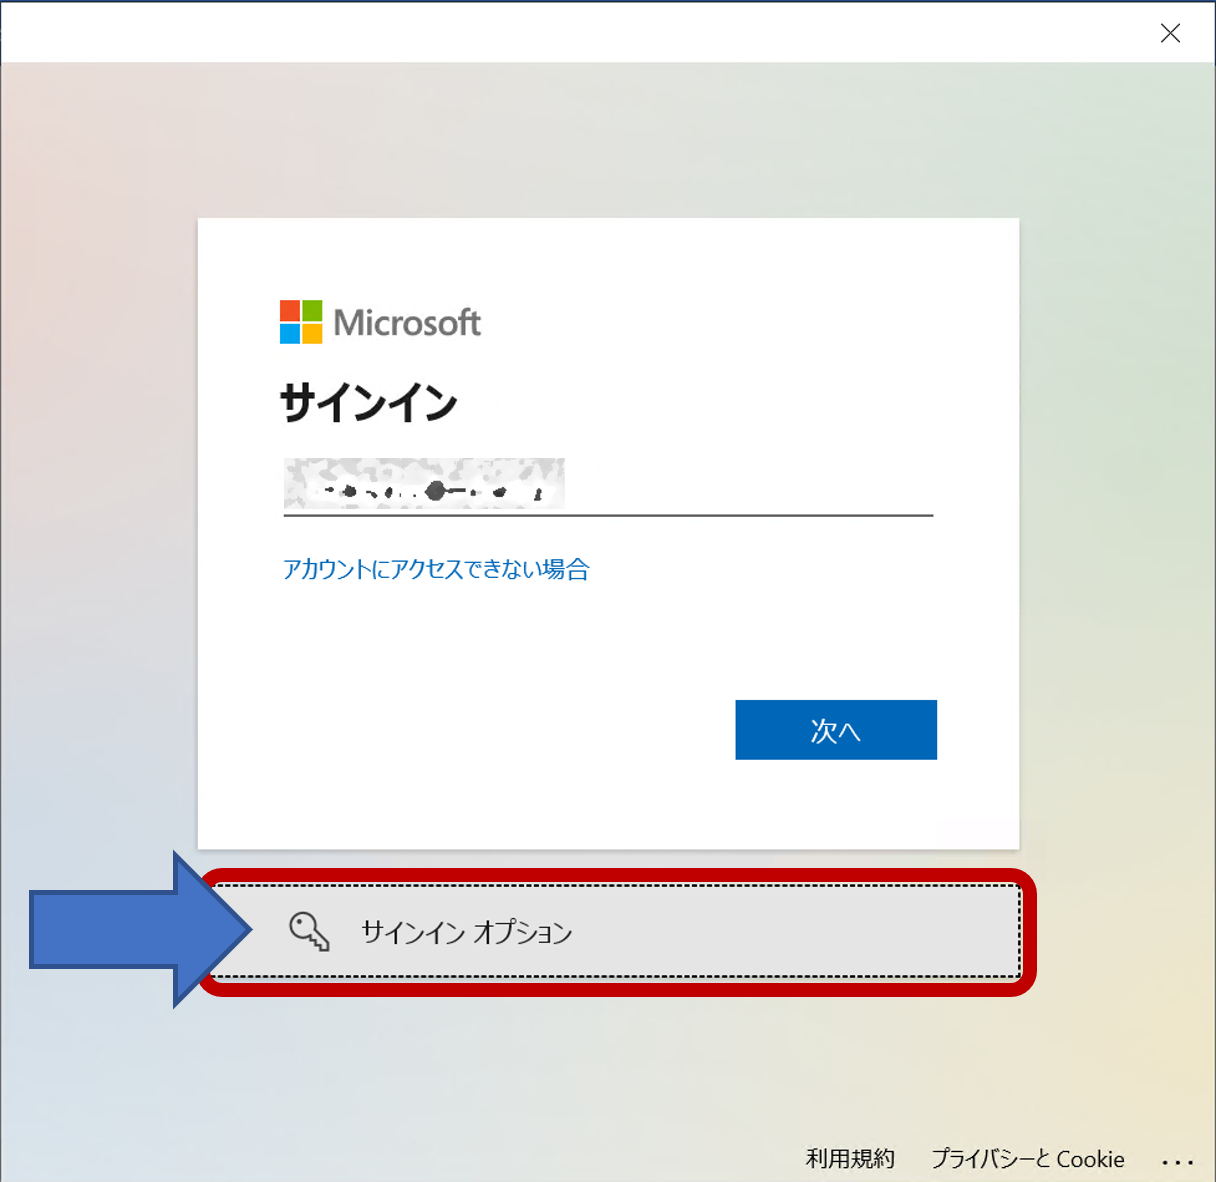 Microsoft
サインイン
アカウントにアクセスできない場合
次へ
サインイン オプション
利用規約 プライバシーと Cookie ...